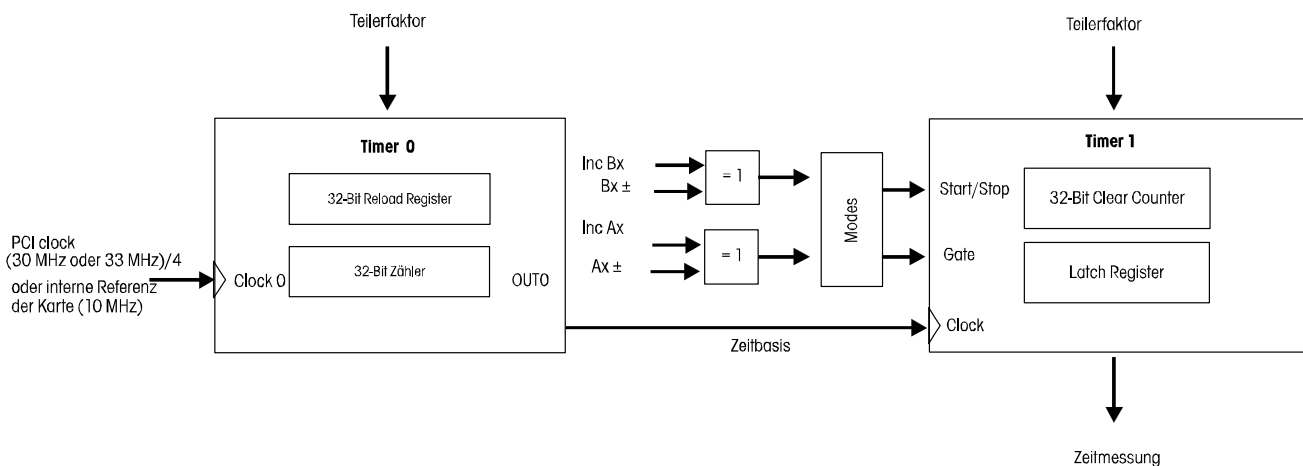 Teilerfaktor
Teilerfaktor
Timer 0
32-Bit Reload Register
32-Bit Zähler
PCI clock
(30 MHz oder 33 MHz)/4
oder interne Referenz
der Karte (10 MHz)
Clock 0
OUT0
Inc Bx
Bx ±
= 1
Inc Ax
Ax ±
= 1
Modes
Zeitbasis
Timer 1
Start/Stop
32-Bit Clear Counter
Gate
Latch Register
Clock
Zeitmessung